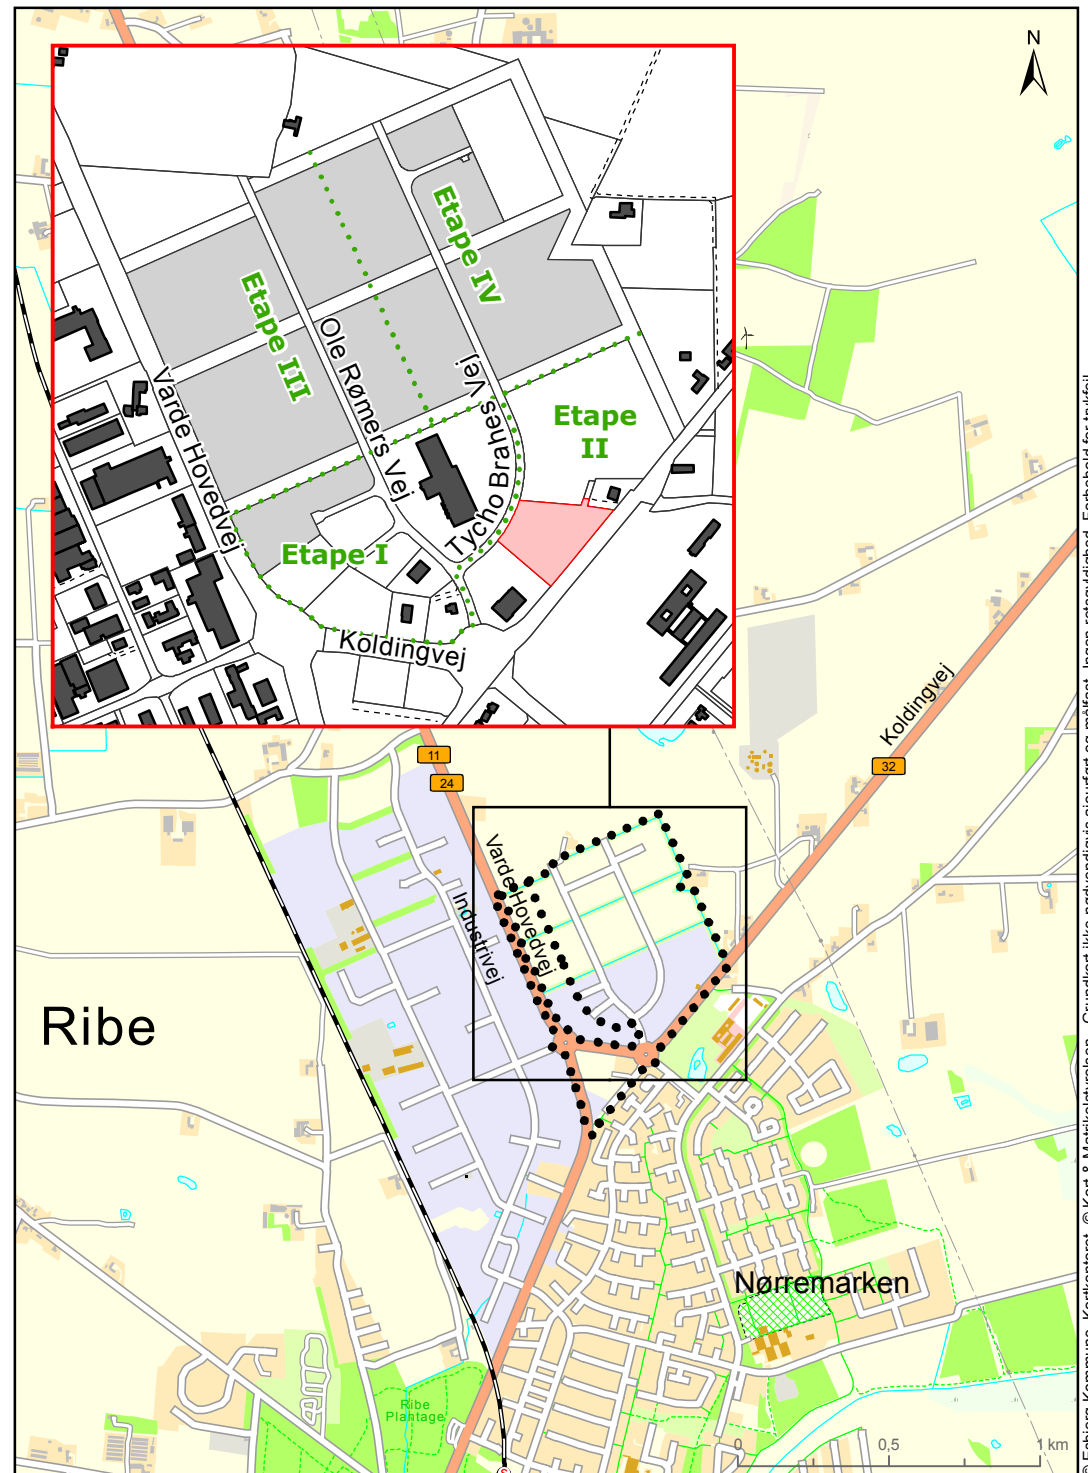 N
Etape IV
Etape III
Ole Rømers Vej
Varde Hovedvej
Tycho Brahes Vej
Etape
II
Etape I
Koldingvej
Koldingvej
11
24
32
Varde Hovedvej
Industrivej
Ribe
Nørremarken
Ribe
Plantage
0
0,5
1 km
S